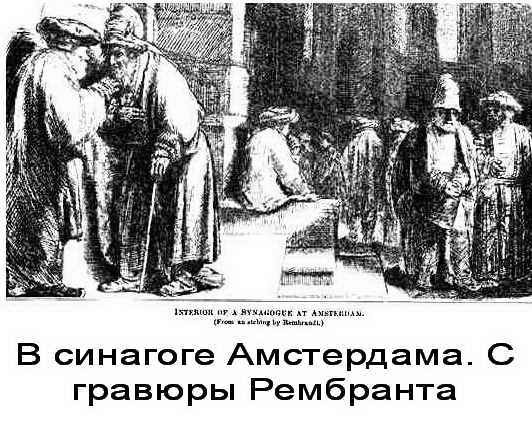 INTERIOR OF A SYNAGOGUE AT AMSTERDAM.
(From an etching by Rembrandt.)
В синагоге Амстердама. С
гравюры Рембранта